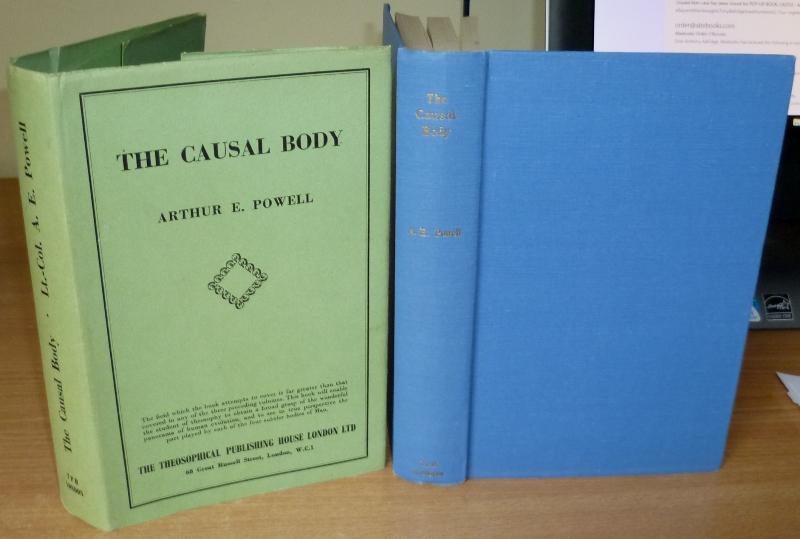 Lt.-Col. A. E. Powell
The Causal Body
T P H
LONDON
THE CAUSAL BODY
ARTHUR E. POWELL
The field which the book attempts to cover is far greater than that
covered in any of the three preceding volumes. This book will enable
the student of theosophy to obtain a broad grasp of the wonderful
panorama of human evolution, and to see in true perspective the
part played by each of the four subtler bodies of Man.
THE THEOSOPHICAL PUBLISHING HOUSE LONDON LTD
68 Great Russell Street, London, W.C.1
The
Causal
Body
A. E. Powell